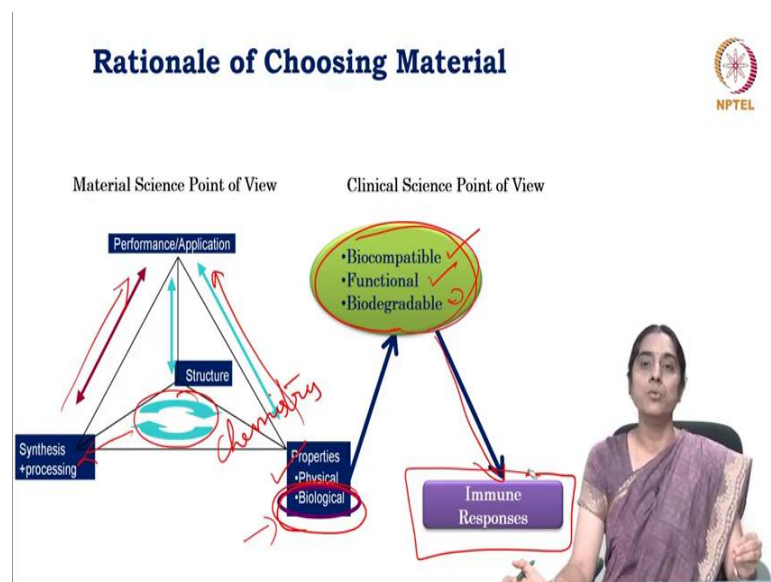 Rationale of Choosing Material
NPTEL
Material Science Point of View
Clinical Science Point of View
Performance/Application
•Biocompatible
•Functional
•Biodegradable
Structure
Chemistry
Synthesis
+processing
Properties
•Physical
•Biological
Immune
Responses